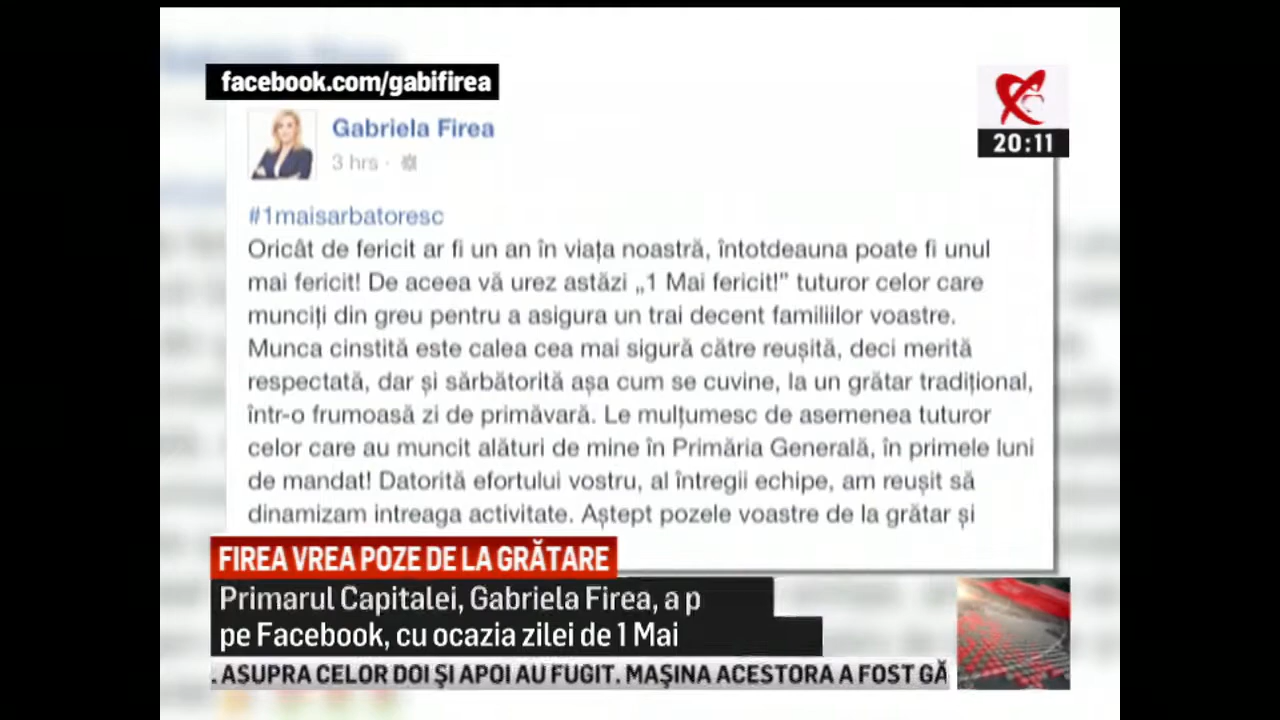 facebook.com/gabifirea
20:11
Gabriela Firea
3 hrs ·
#1maisarbatoresc
Oricât de fericit ar fi un an în viața noastră, întotdeauna poate fi unul
mai fericit! De aceea vă urez astăzi „1 Mai fericit!” tuturor celor care
munciți din greu pentru a asigura un trai decent familiilor voastre.
Munca cinstită este calea cea mai sigură către reușită, deci merită
respectată, dar și sărbătorită așa cum se cuvine, la un grătar tradițional,
într-o frumoasă zi de primăvară. Le mulțumesc de asemenea tuturor
celor care au muncit alături de mine în Primăria Generală, în primele luni
de mandat! Datorită efortului vostru, al întregii echipe, am reușit să
dinamizam intreaga activitate. Aștept pozele voastre de la grătar și
FIREA VREA POZE DE LA GRĂTARE
Primarul Capitalei, Gabriela Firea, a p
pe Facebook, cu ocazia zilei de 1 Mai
. ASUPRA CELOR DOI ŞI APOI AU FUGIT. MAŞINA ACESTORA A FOST GĂ